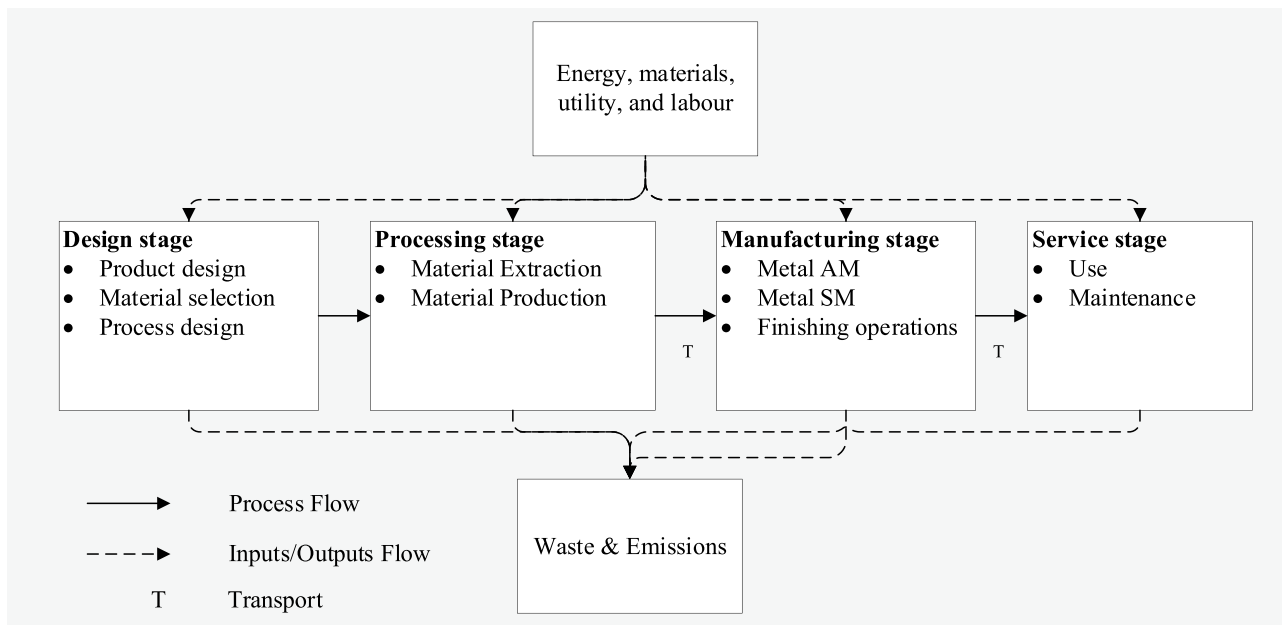 Energy, materials,
utility, and labour
Design stage
● Product design
● Material selection
● Process design
Processing stage
● Material Extraction
● Material Production
T
Manufacturing stage
● Metal AM
● Metal SM
● Finishing operations
T
Service stage
● Use
● Maintenance
Waste & Emissions
Process Flow
Inputs/Outputs Flow
T Transport